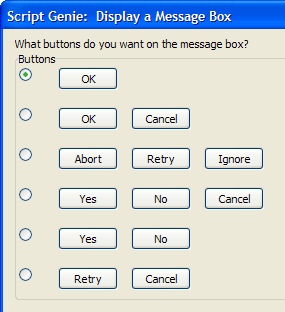 Script Genie: Display a Message Box
What buttons do you want on the message box?
Buttons
OK
OK Cancel
Abort Retry Ignore
Yes No Cancel
Yes No
Retry Cancel